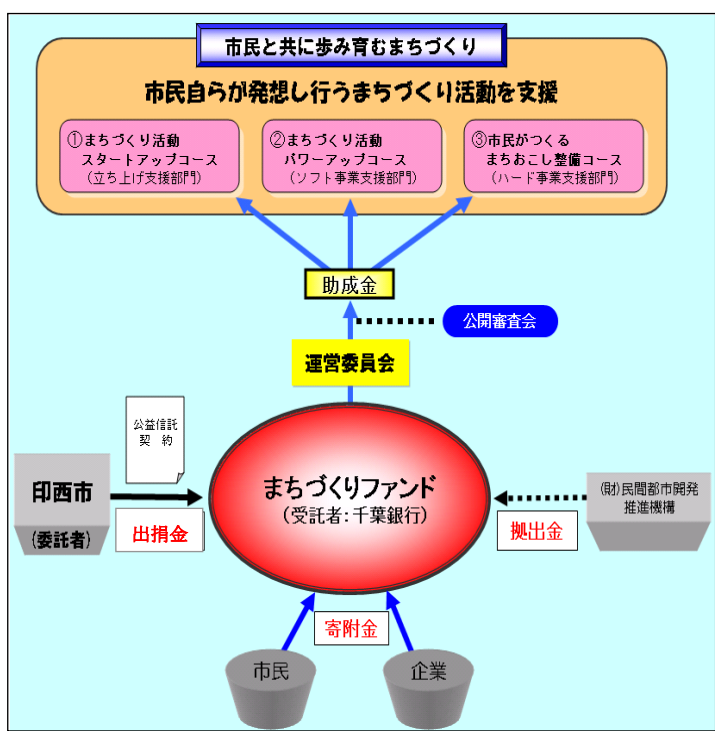 市民と共に歩み育むまちづくり
市民自らが発想し行うまちづくり活動を支援
①まちづくり活動
スタートアップコース
(立ち上げ支援部門)
②まちづくり活動
パワーアップコース
(ソフト事業支援部門)
③市民がつくる
まちおこし整備コース
(ハード事業支援部門)
助成金
公開審査会
運営委員会
公益信託
契 約
印西市
(委託者)
出捐金
まちづくりファンド
(受託者:千葉銀行)
(財)民間都市開発
推進機構
拠出金
寄附金
市民
企業